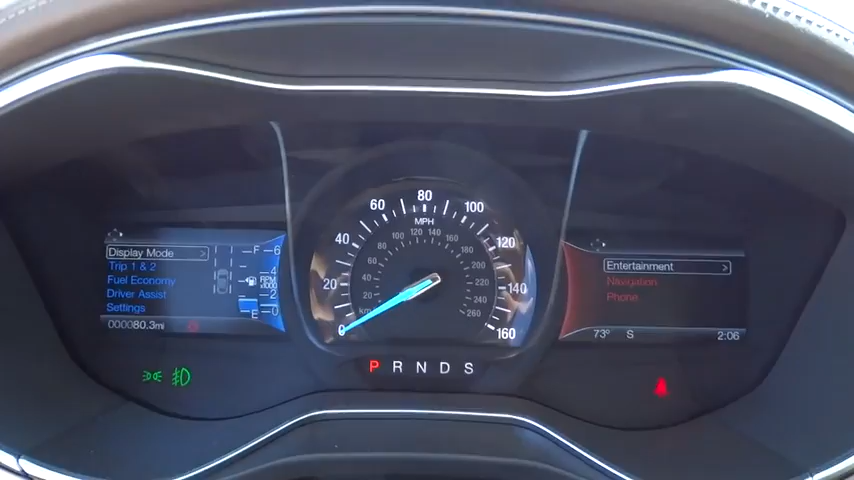 Display Mode >
Trip 1 & 2
Fuel Economy
Driver Assist
Settings
000080.3mi
F
E
6
4
RPM
x1000
2
0
0
20
40
60
80
100
120
140
160
MPH
km/h
20
40
60
80
100
120
140
160
180
200
220
240
260
P R N D S
Entertainment >
Navigation
Phone
73° S
2:06